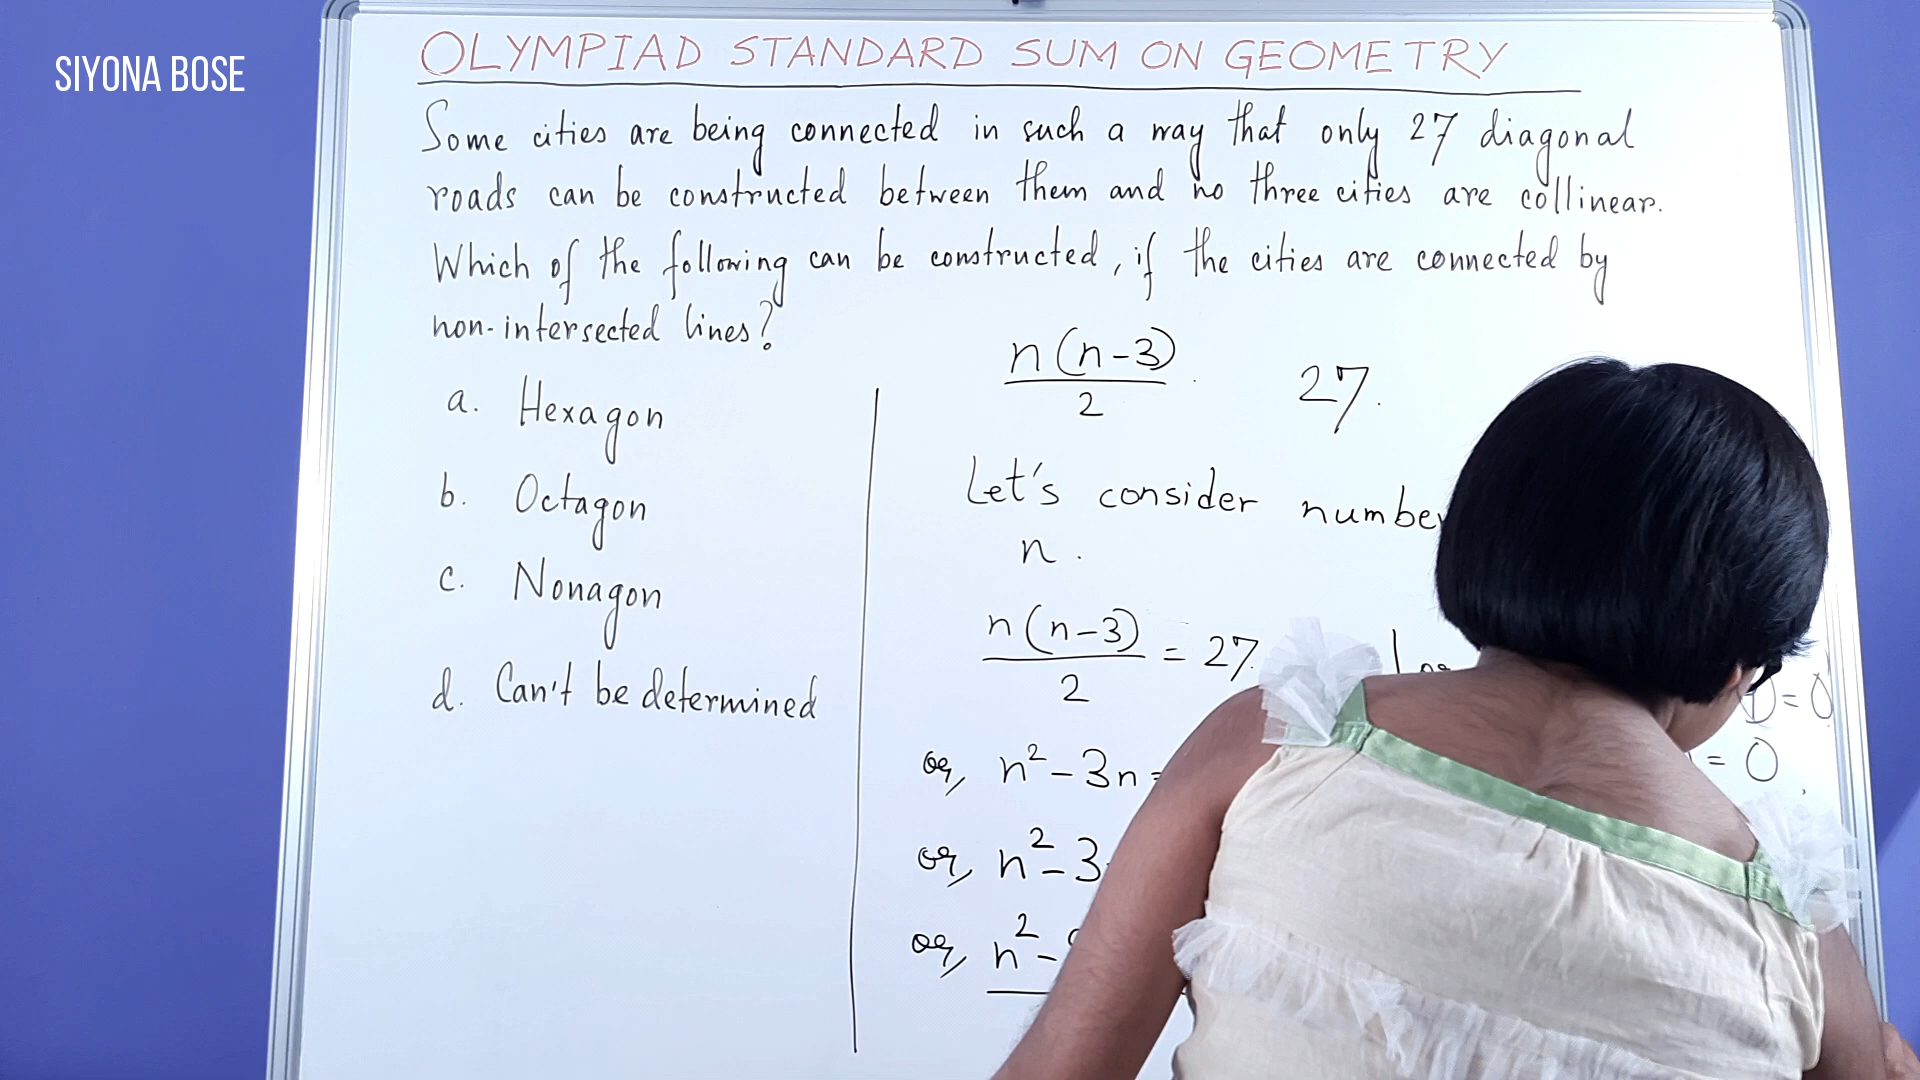 SIYONA BOSE
OLYMPIAD STANDARD SUM ON GEOMETRY
Some cities are being connected in such a way that only 27 diagonal
roads can be constructed between them and no three cities are collinear.
Which of the following can be constructed, if the cities are connected by
non-intersected lines?
a. Hexagon
b. Octagon
c. Nonagon
d. Can't be determined
n(n-3)
2
27.
Let's consider number
n.
n(n-3)
2
= 27
or, n² - 3n =
or, n² - 3
or, n² -
= 0
= 0